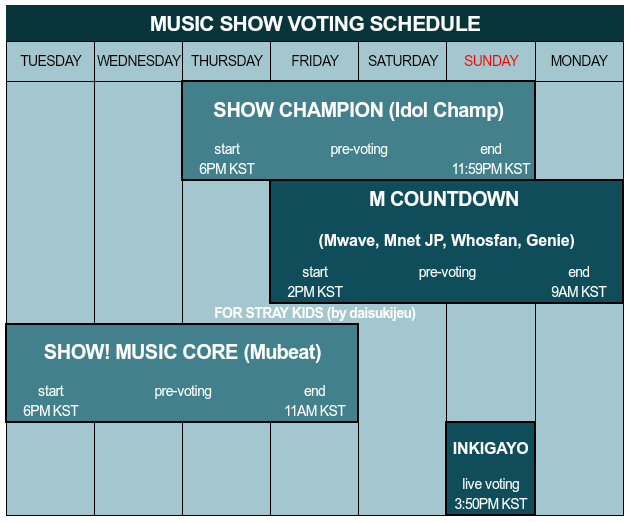 MUSIC SHOW VOTING SCHEDULE
TUESDAY WEDNESDAY THURSDAY FRIDAY SATURDAY SUNDAY MONDAY
SHOW CHAMPION (Idol Champ)
start pre-voting end
6PM KST 11:59PM KST
M COUNTDOWN
(Mwave, Mnet JP, Whosfan, Genie)
start pre-voting end
2PM KST 9AM KST
FOR STRAY KIDS (by daisukijeu)
SHOW! MUSIC CORE (Mubeat)
start pre-voting end
6PM KST 11AM KST
INKIGAYO
live voting
3:50PM KST